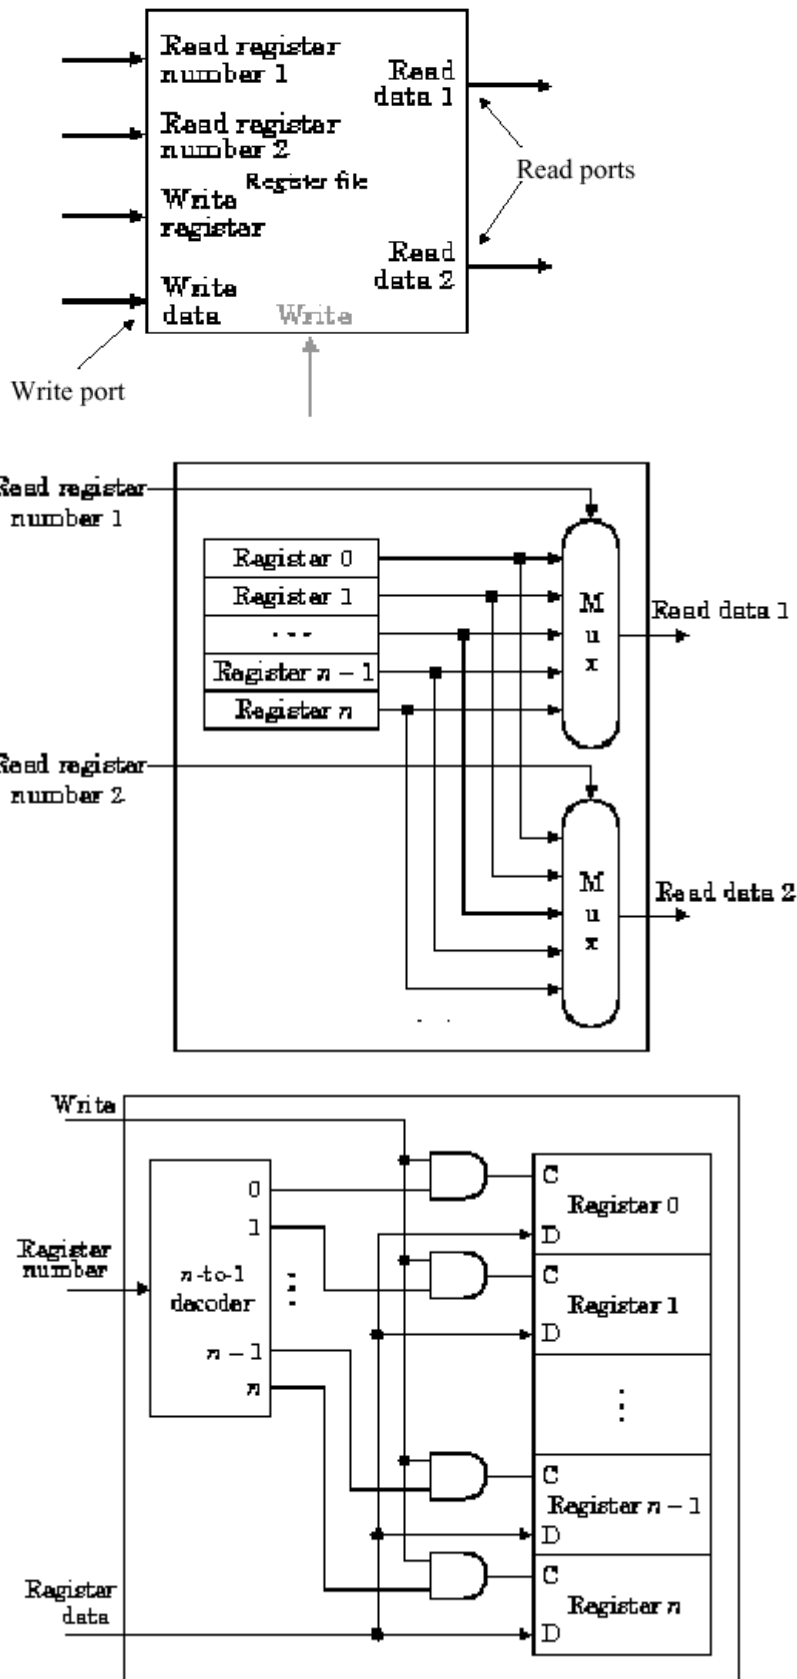 Read register
number 1
Read
data 1
Read register
number 2
Read ports
Register file
Write
register
Read
data 2
Write
data
Write
Write port
Read register
number 1
Register 0
Register 1
. . .
Register n – 1
Register n
M
u
x
Read data 1
Read register
number 2
M
u
x
Read data 2
. .
Write
0
1
Register
number
n-to-1
decoder
⋮
n – 1
n
C
Register 0
D
C
Register 1
D
⋮
C
Register n – 1
D
C
Register n
D
Register
data